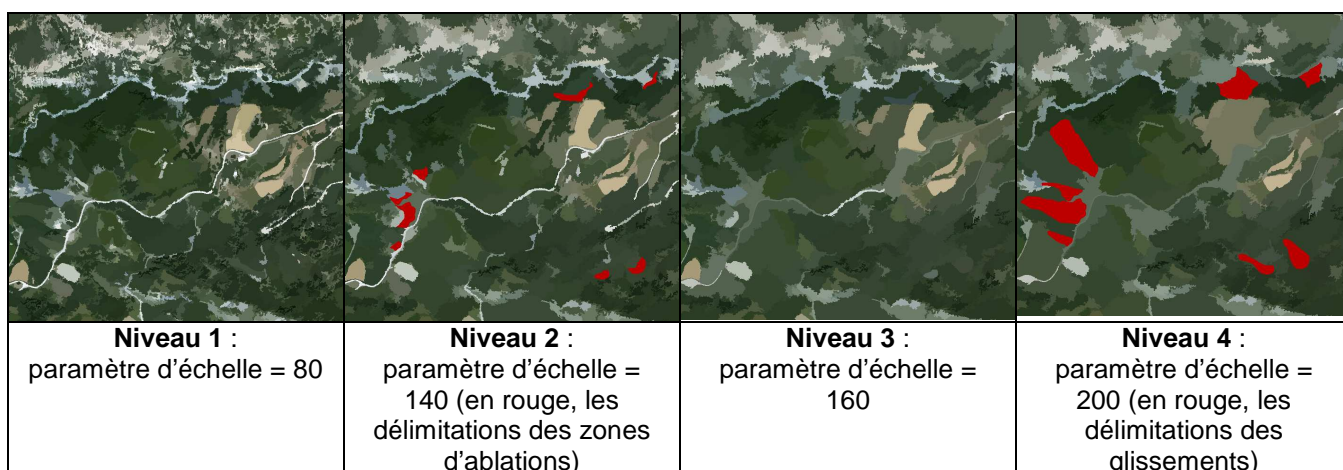 Niveau 1 :
paramètre d'échelle = 80
Niveau 2 :
paramètre d'échelle =
140 (en rouge, les
délimitations des zones
d'ablations)
Niveau 3 :
paramètre d'échelle =
160
Niveau 4 :
paramètre d'échelle =
200 (en rouge, les
délimitations des
glissements)